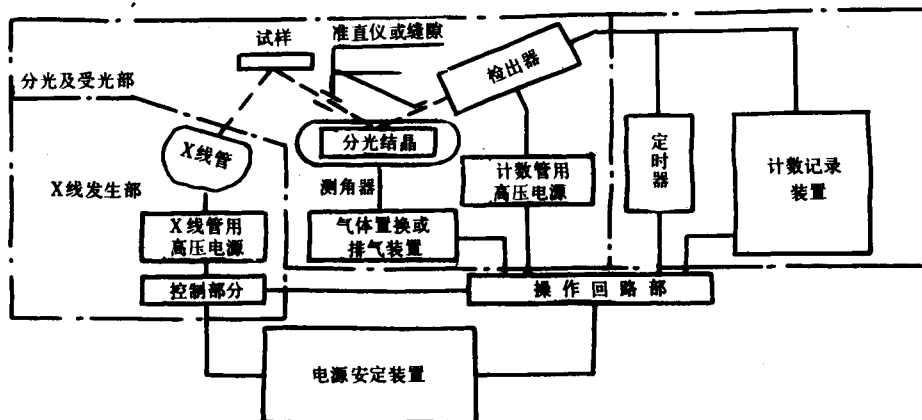 试样
准直仪或缝隙
检出器
分光及受光部
分光结晶
X线管
定时器
计数记录
装置
X线发生部
测角器
计数管用
高压电源
X线管用
高压电源
气体置换或
排气装置
控制部分
操作回路部
电源安定装置